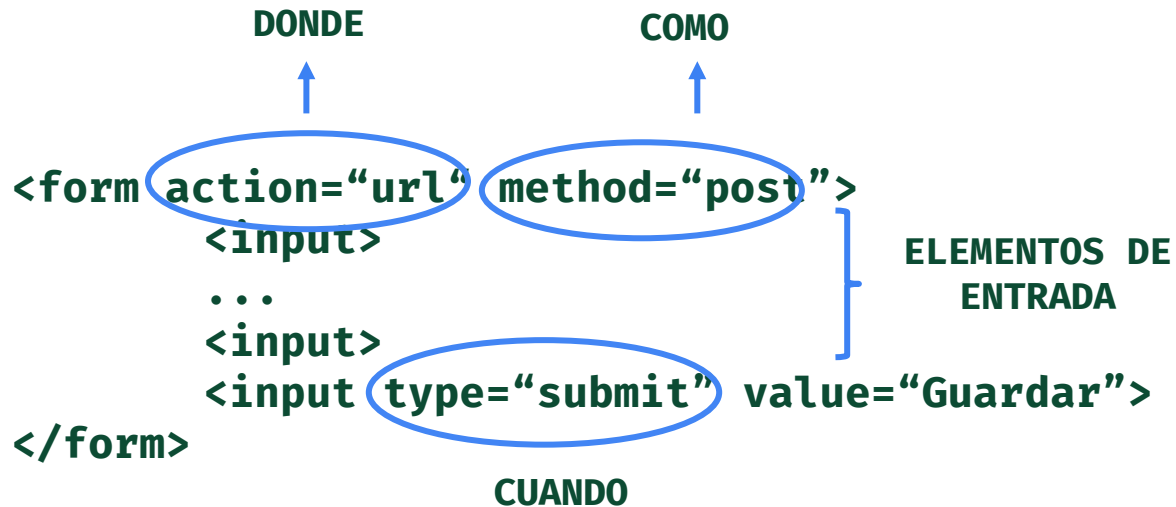 DONDE COMO
<form action=“url“ method=“post”>
<input>
...
<input>
<input type=“submit” value=“Guardar”>
</form>
ELEMENTOS DE
ENTRADA
CUANDO